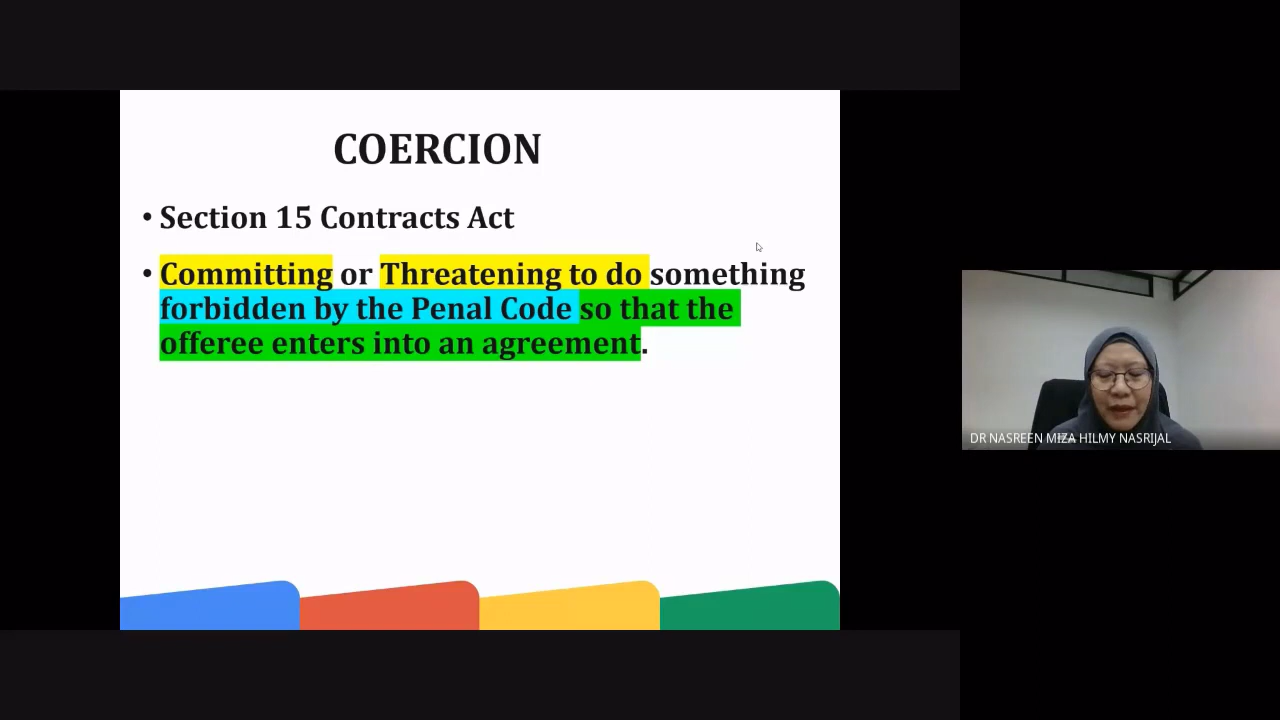 COERCION
• Section 15 Contracts Act
• Committing or Threatening to do something
forbidden by the Penal Code so that the
offeree enters into an agreement.
DR NASREEN MIZA HILMY NASRIJAL